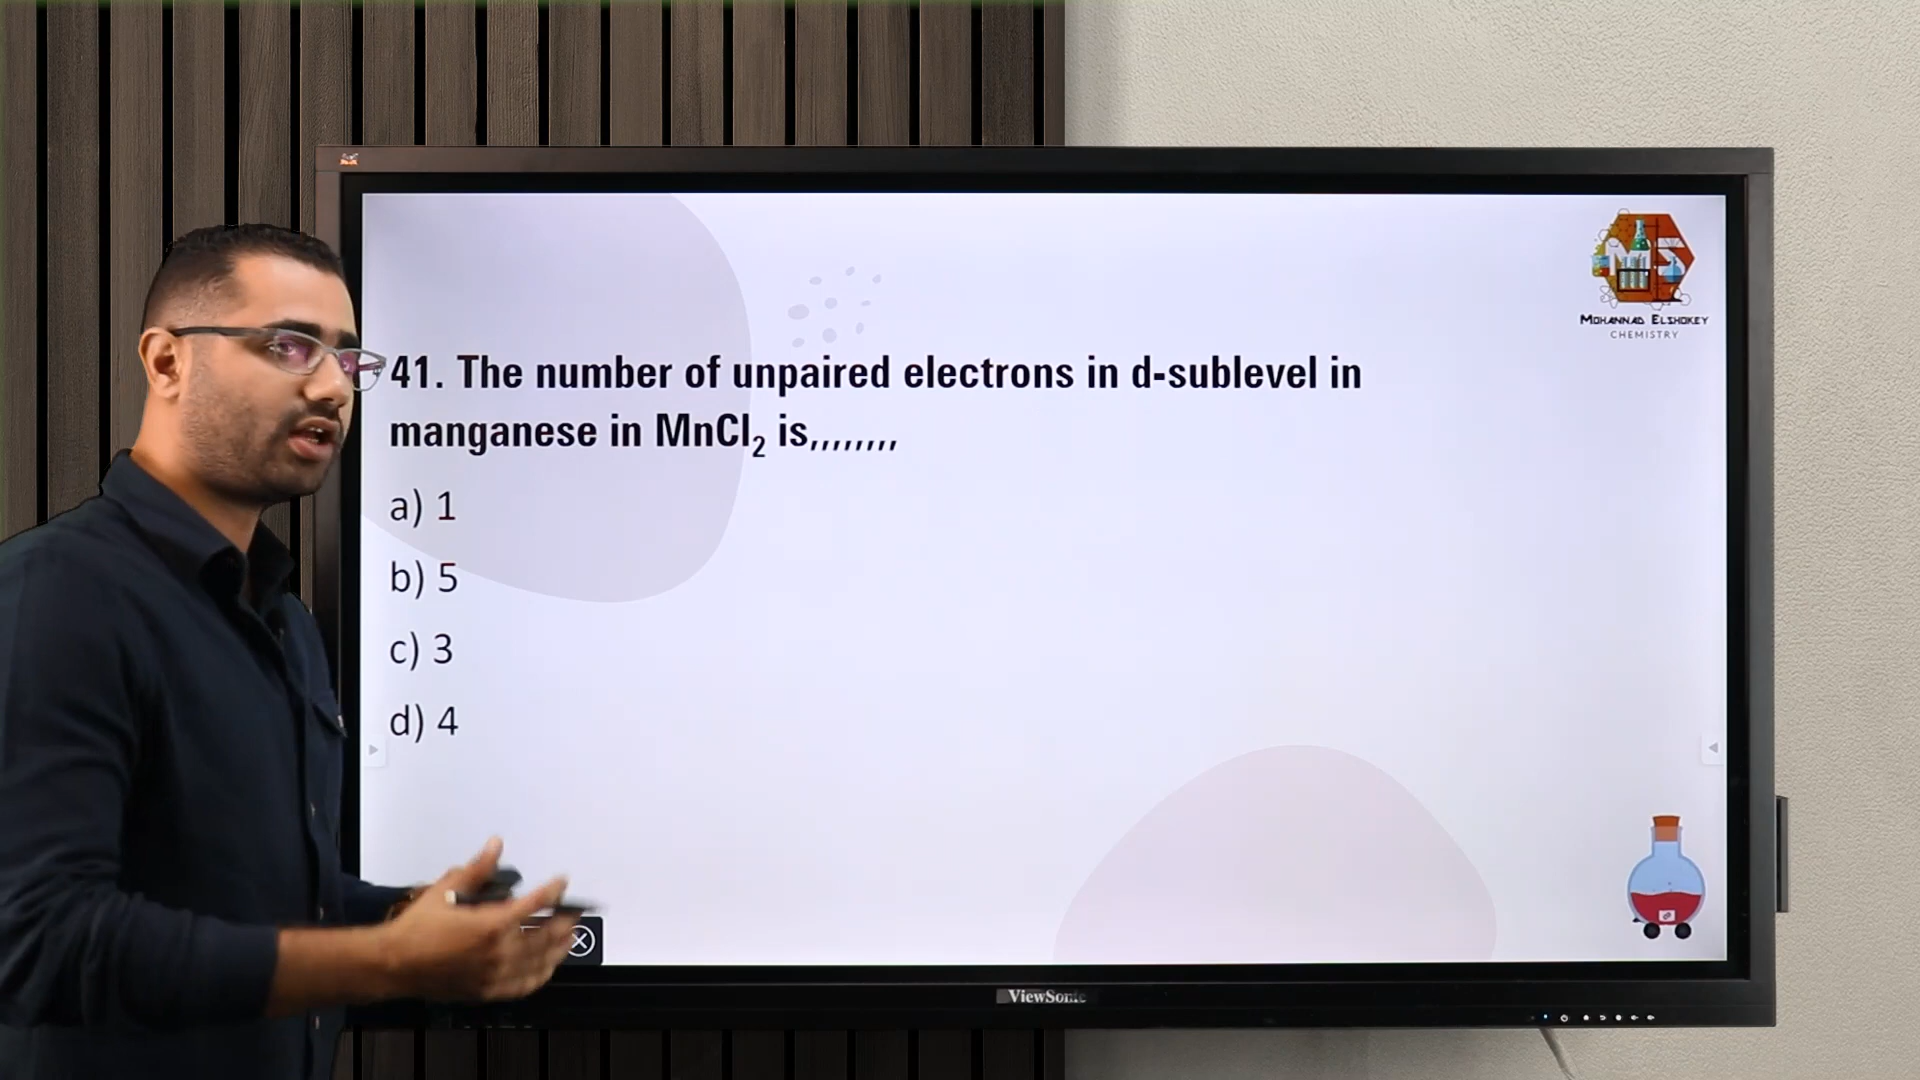 MOHANNAD ELSHOKEY
CHEMISTRY
41. The number of unpaired electrons in d-sublevel in
manganese in MnCl₂ is,,,,,,,,
a) 1
b) 5
c) 3
d) 4
ViewSonic